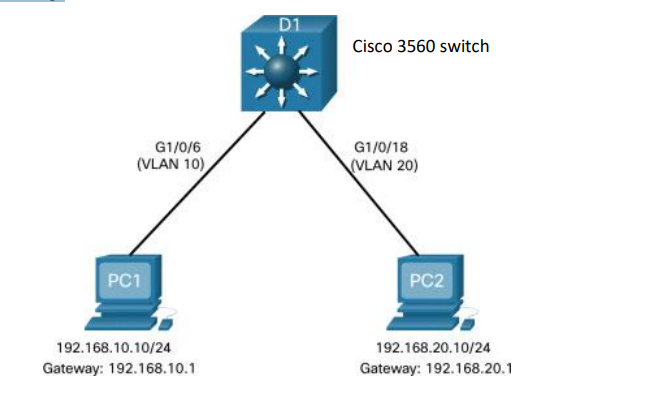 D1
Cisco 3560 switch
G1/0/6
(VLAN 10)
G1/0/18
(VLAN 20)
PC1
PC2
192.168.10.10/24
Gateway: 192.168.10.1
192.168.20.10/24
Gateway: 192.168.20.1